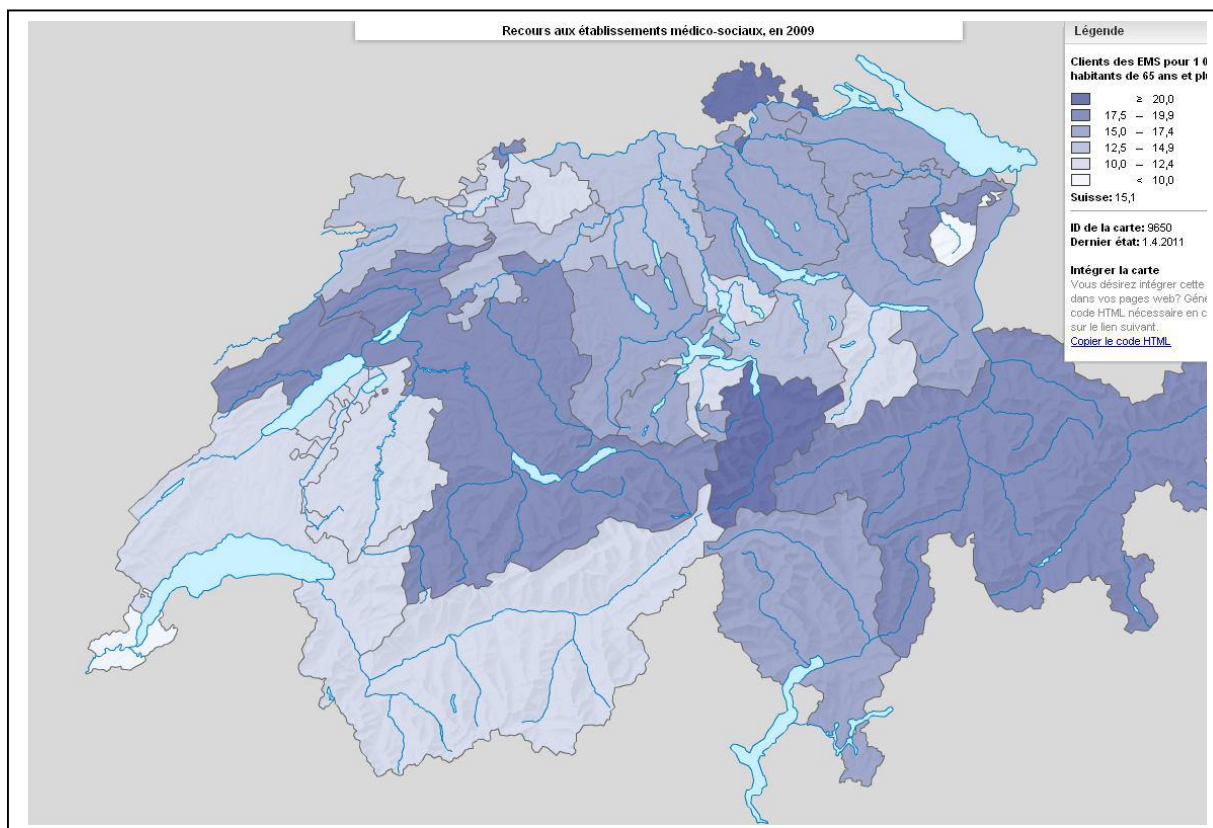 Recours aux établissements médico-sociaux, en 2009
Légende
Clients des EMS pour 1 0
habitants de 65 ans et pl
≥ 20,0
17,5 – 19,9
15,0 – 17,4
12,5 – 14,9
10,0 – 12,4
< 10,0
Suisse: 15,1
ID de la carte: 9650
Dernier état: 1.4.2011
Intégrer la carte
Vous désirez intégrer cette
dans vos pages web? Géné
code HTML nécessaire en c
sur le lien suivant.
Copier le code HTML